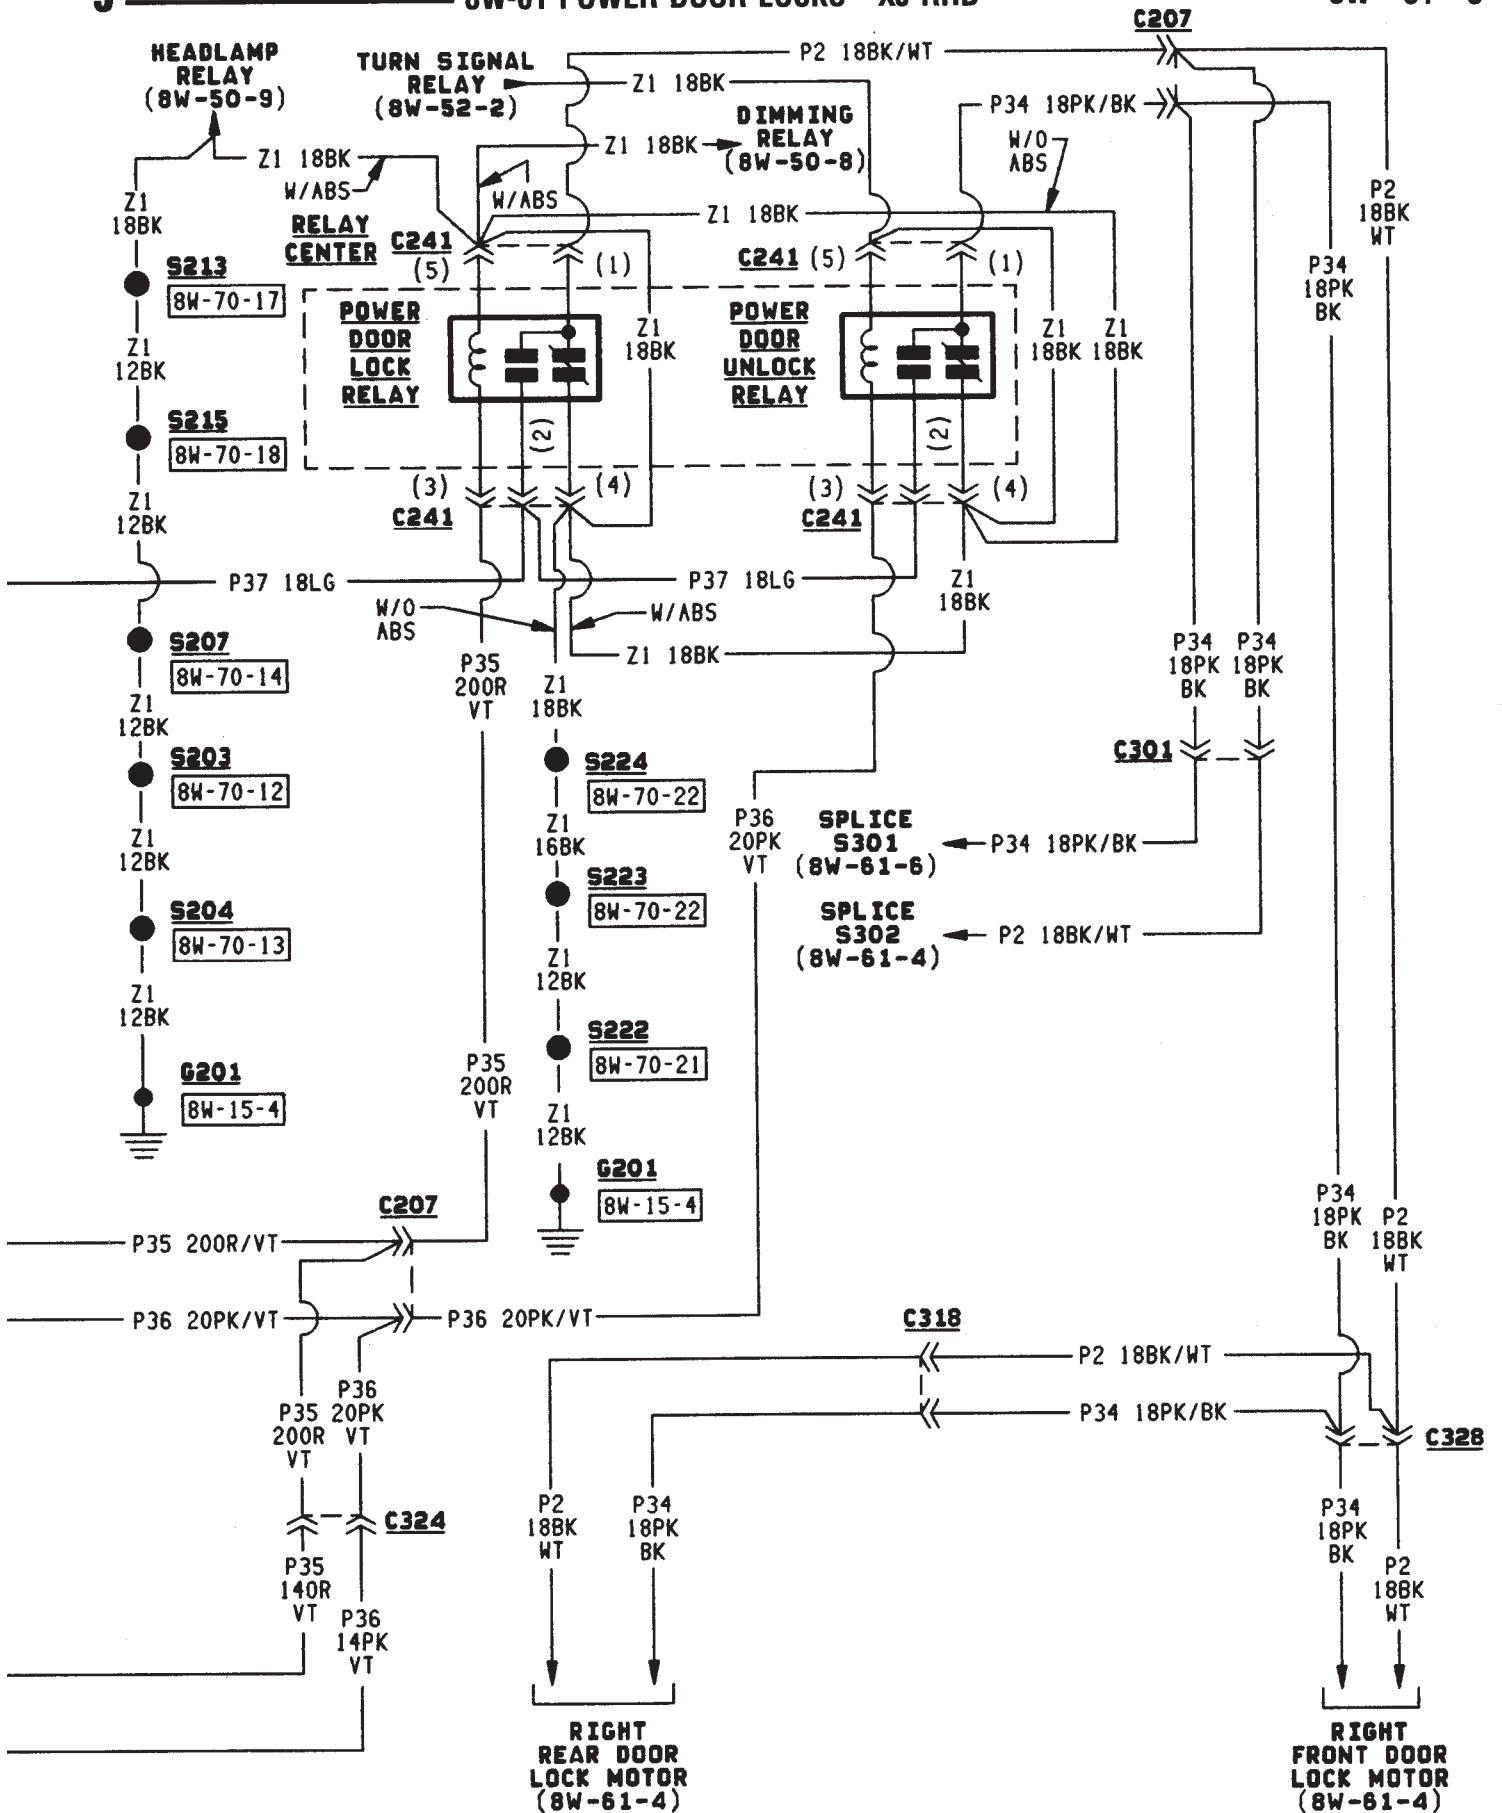 HEADLAMP
RELAY
(8W-50-9)
TURN SIGNAL
RELAY
(8W-52-2)
P2 18BK/WT
C207
Z1 18BK
DIMMING
RELAY
(8W-50-8)
P34 18PK/BK
W/O
ABS
Z1 18BK
Z1 18BK
W/ABS
W/ABS
Z1
18BK
RELAY
CENTER
C241
(5)
(1)
Z1 18BK
C241 (5)
(1)
P2
18BK
WT
P34
18PK
BK
S213
8W-70-17
POWER
DOOR
LOCK
RELAY
Z1
18BK
POWER
DOOR
UNLOCK
RELAY
Z1
18BK
Z1
18BK
Z1
12BK
S215
8W-70-18
(2)
(2)
(3)
C241
(4)
(3)
C241
(4)
Z1
12BK
P37 18LG
P37 18LG
Z1
18BK
W/O
ABS
W/ABS
S207
8W-70-14
Z1 18BK
P35
200R
VT
Z1
18BK
P34
18PK
BK
P34
18PK
BK
Z1
12BK
S203
8W-70-12
S224
8W-70-22
C301
Z1
12BK
Z1
16BK
P36
20PK
VT
SPLICE
S301
(8W-61-6)
P34 18PK/BK
S204
8W-70-13
S223
8W-70-22
SPLICE
S302
(8W-61-4)
P2 18BK/WT
Z1
12BK
Z1
12BK
G201
8W-15-4
P35
200R
VT
S222
8W-70-21
Z1
12BK
G201
8W-15-4
C207
P35 200R/VT
P34
18PK
BK
P2
18BK
WT
P36 20PK/VT
P36 20PK/VT
C318
P2 18BK/WT
P35
200R
VT
P36
20PK
VT
P34 18PK/BK
C328
C324
P2
18BK
WT
P34
18PK
BK
P34
18PK
BK
P35
140R
VT
P36
14PK
VT
P2
18BK
WT
RIGHT
REAR DOOR
LOCK MOTOR
(8W-61-4)
RIGHT
FRONT DOOR
LOCK MOTOR
(8W-61-4)